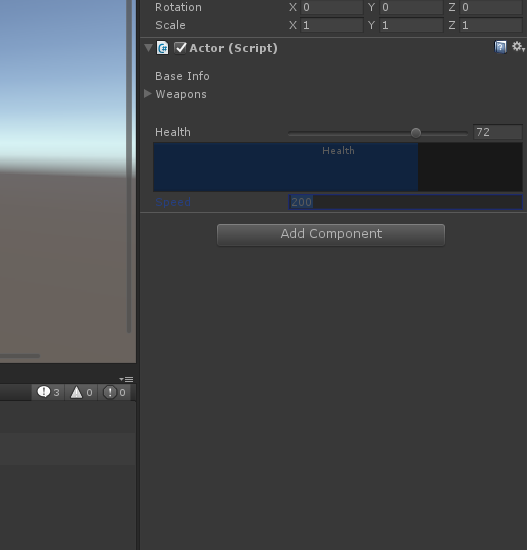 Rotation X 0 Y 0 Z 0
Scale X 1 Y 1 Z 1
Actor (Script)
Base Info
Weapons
Health 72
Health
Speed 200
Add Component
3 0 0